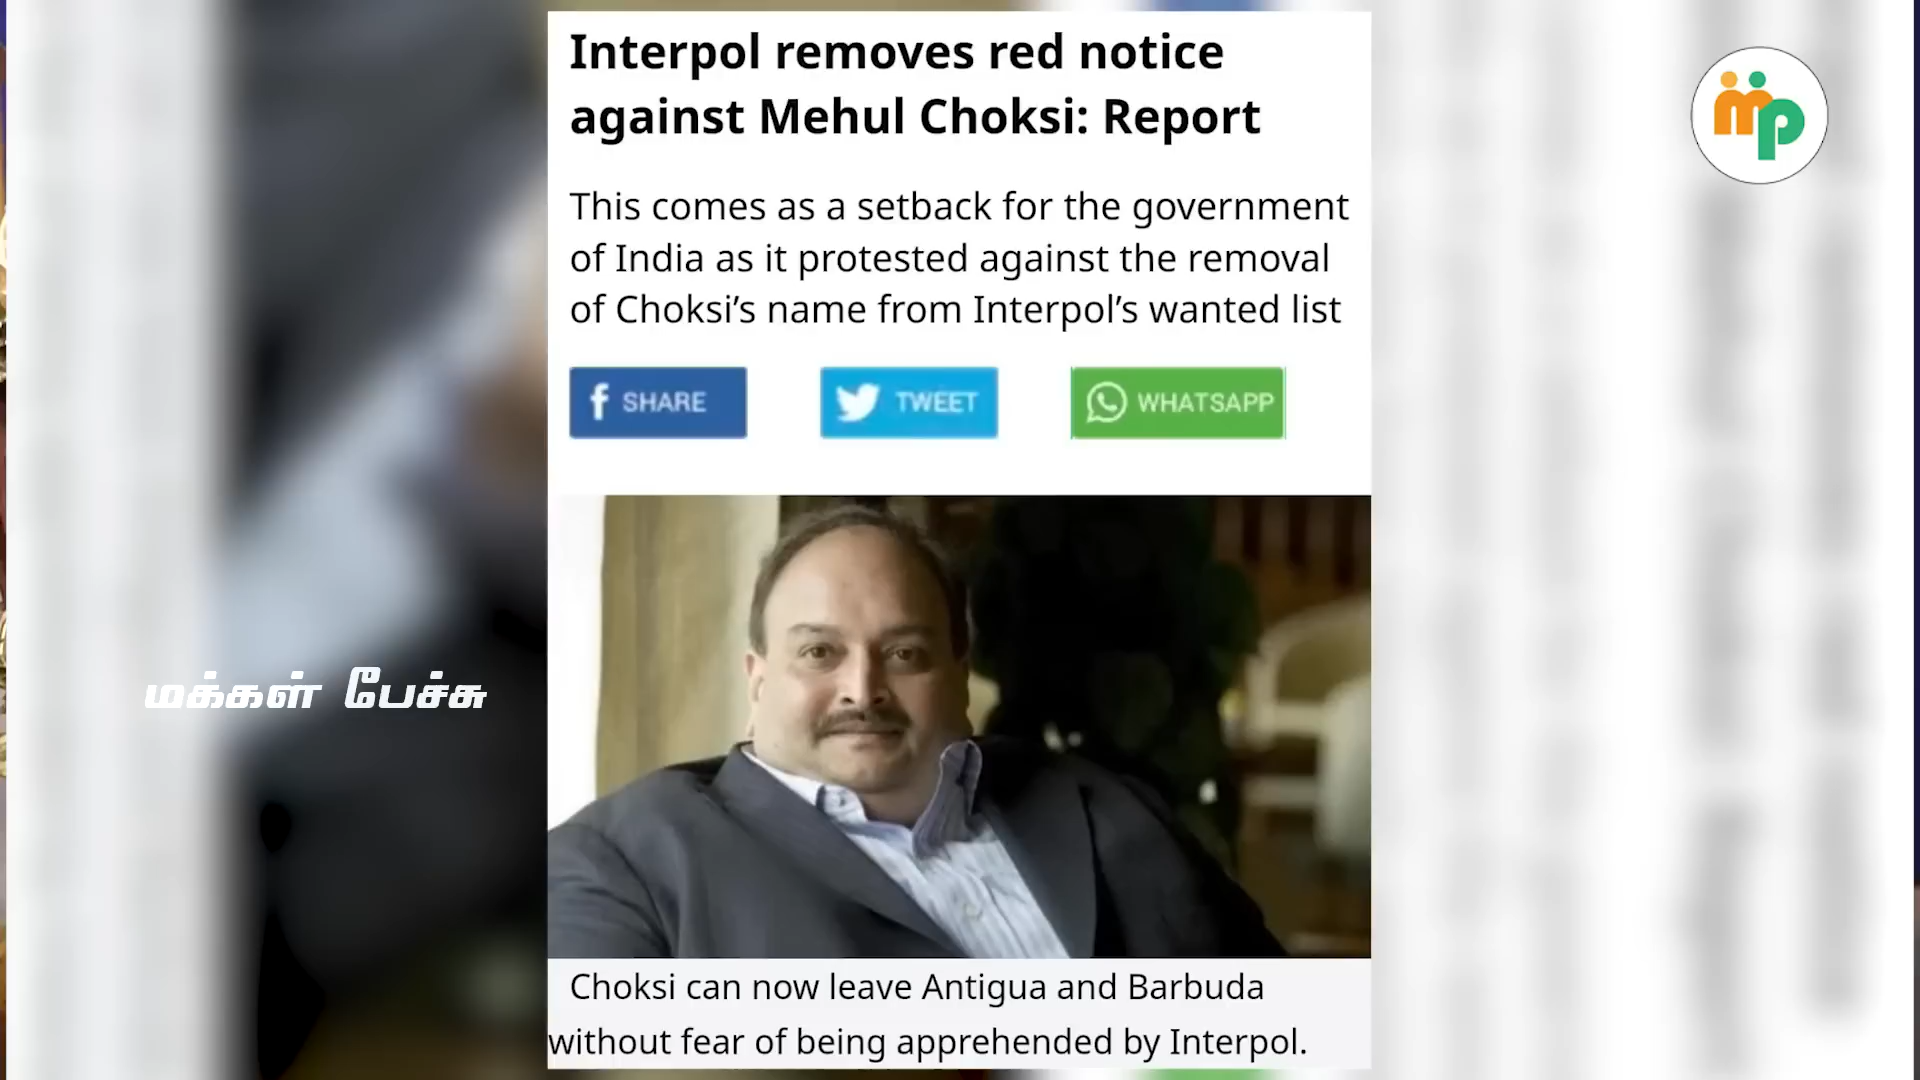 Interpol removes red notice
against Mehul Choksi: Report
This comes as a setback for the government
of India as it protested against the removal
of Choksi’s name from Interpol’s wanted list
SHARE
TWEET
WHATSAPP
மக்கள் பேச்சு
Choksi can now leave Antigua and Barbuda
without fear of being apprehended by Interpol.
mp